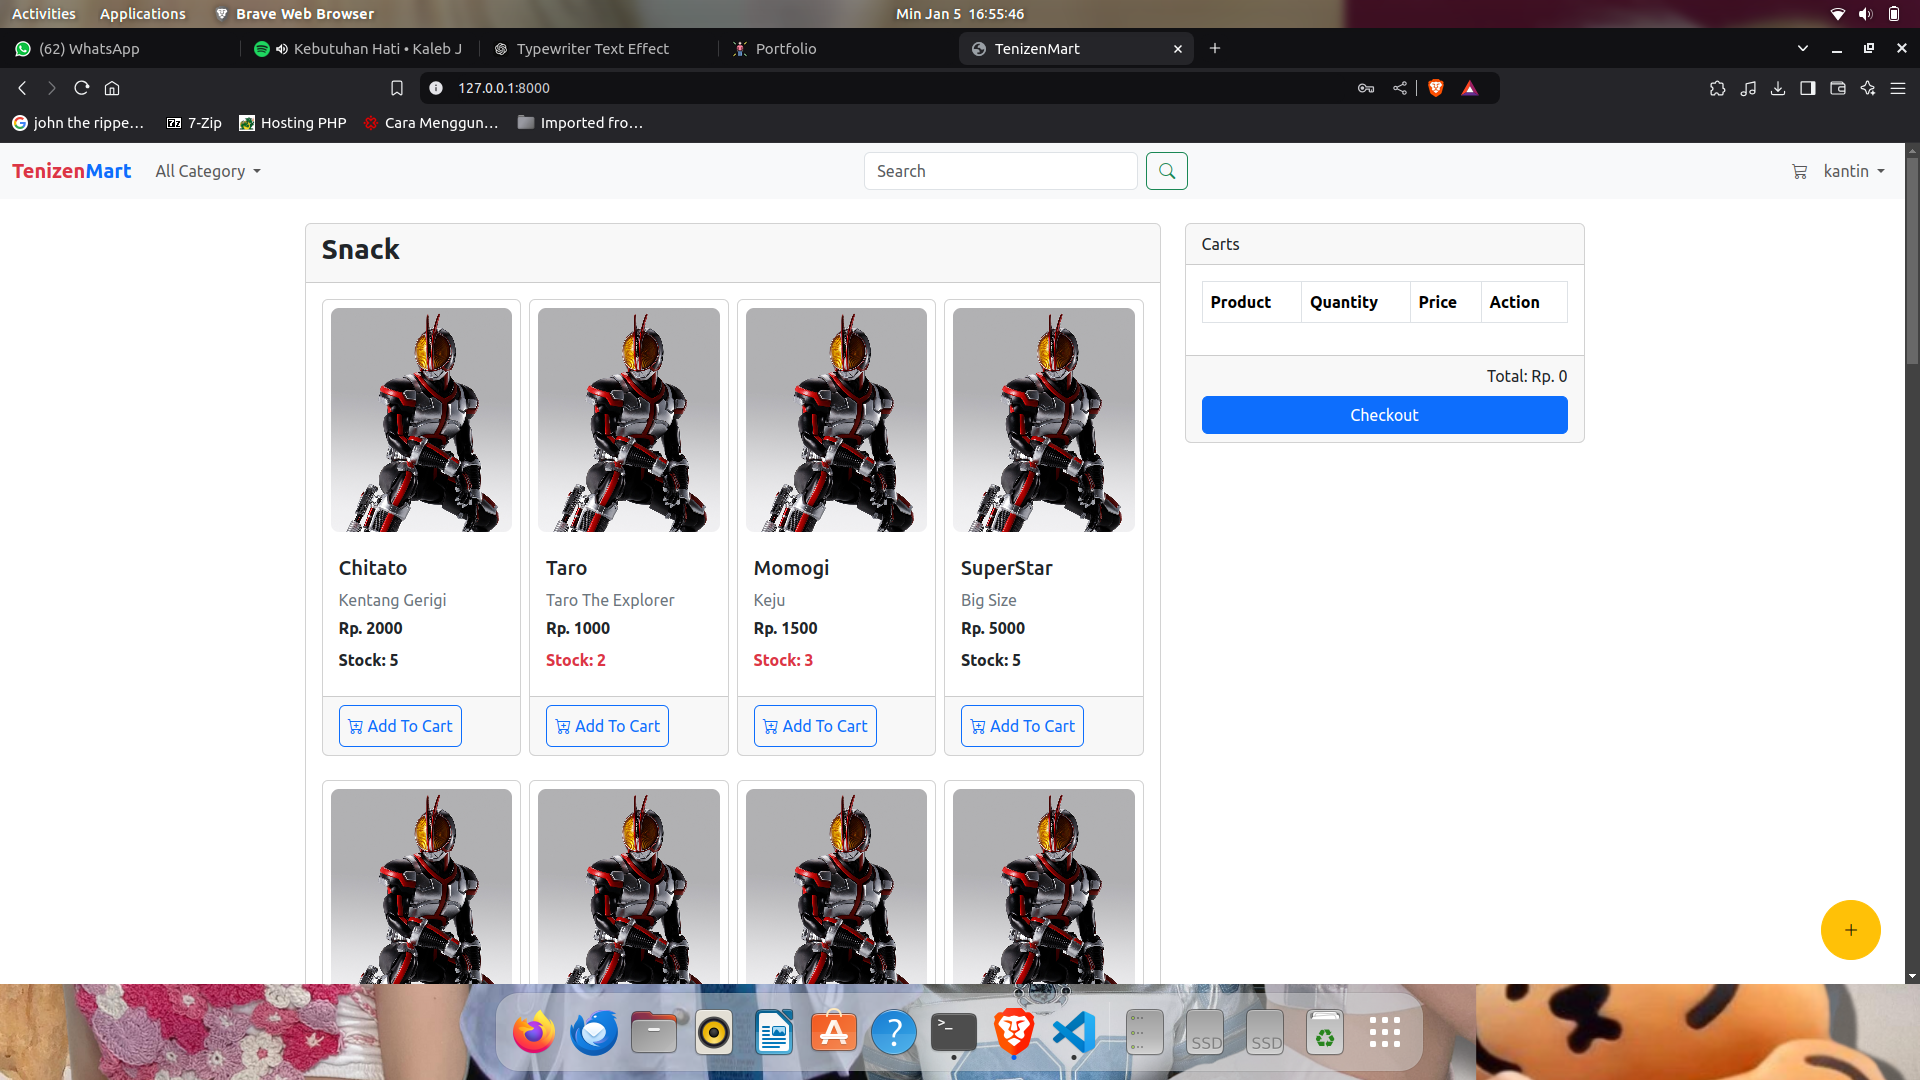 Activities Applications Brave Web Browser Min Jan 5 16:55:46
(62) WhatsApp Kebutuhan Hati • Kaleb J Typewriter Text Effect Portfolio TenizenMart
127.0.0.1:8000
john the rippe... 7-Zip Hosting PHP Cara Menggun... Imported fro...
TenizenMart All Category Search kantin
Snack
Chitato
Kentang Gerigi
Rp. 2000
Stock: 5
Add To Cart
Taro
Taro The Explorer
Rp. 1000
Stock: 2
Add To Cart
Momogi
Keju
Rp. 1500
Stock: 3
Add To Cart
SuperStar
Big Size
Rp. 5000
Stock: 5
Add To Cart
Carts
Product Quantity Price Action
Total: Rp. 0
Checkout
+
SSD SSD